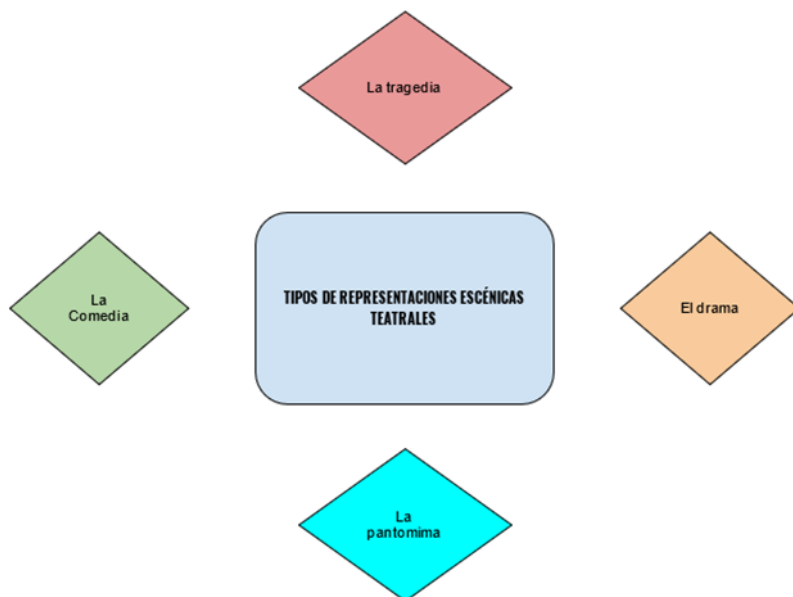 La tragedia
TIPOS DE REPRESENTACIONES ESCÉNICAS
TEATRALES
La
Comedia
El drama
La
pantomima